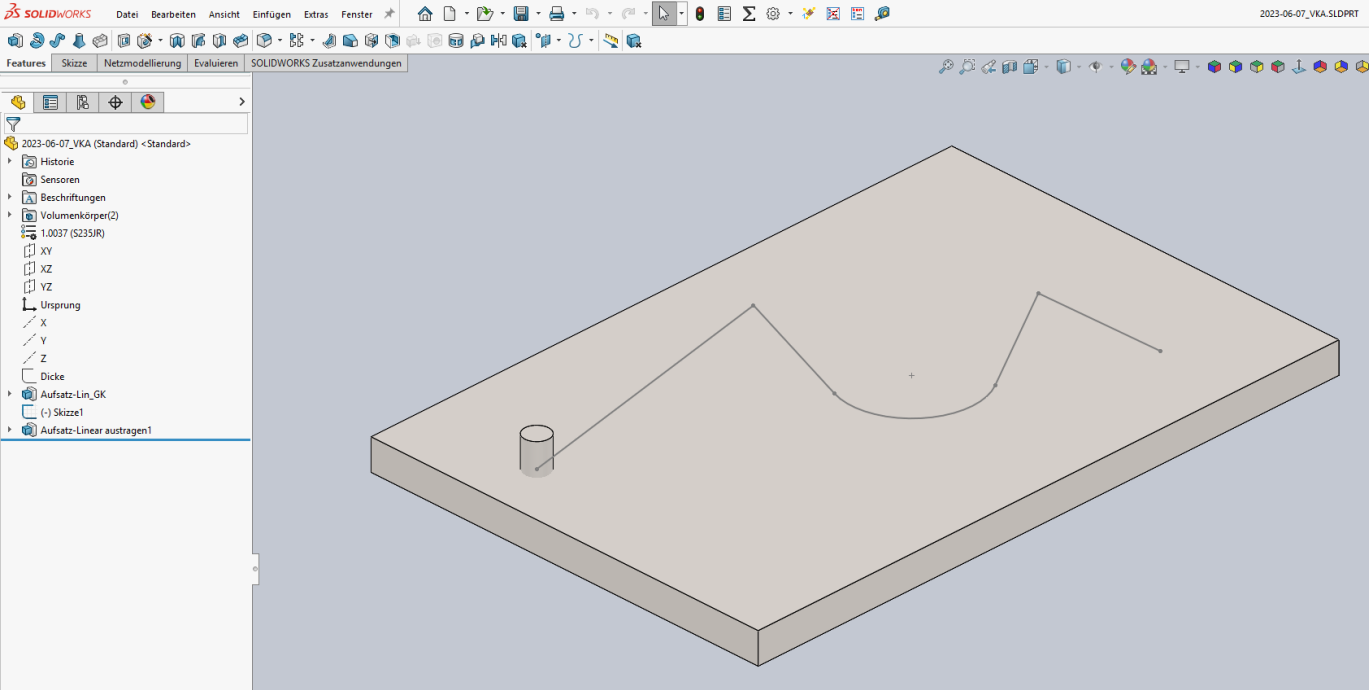 SOLIDWORKS Datei Bearbeiten Ansicht Einfügen Extras Fenster 2023-06-07_VKA.SLDPRT
Features Skizze Netzmodellierung Evaluieren SOLIDWORKS Zusatzanwendungen
2023-06-07_VKA (Standard) <Standard>
Historie
Sensoren
Beschriftungen
Volumenkörper(2)
1.0037 (S235JR)
XY
XZ
YZ
Ursprung
X
Y
Z
Dicke
Aufsatz-Lin_GK
(-) Skizze1
Aufsatz-Linear austragen1